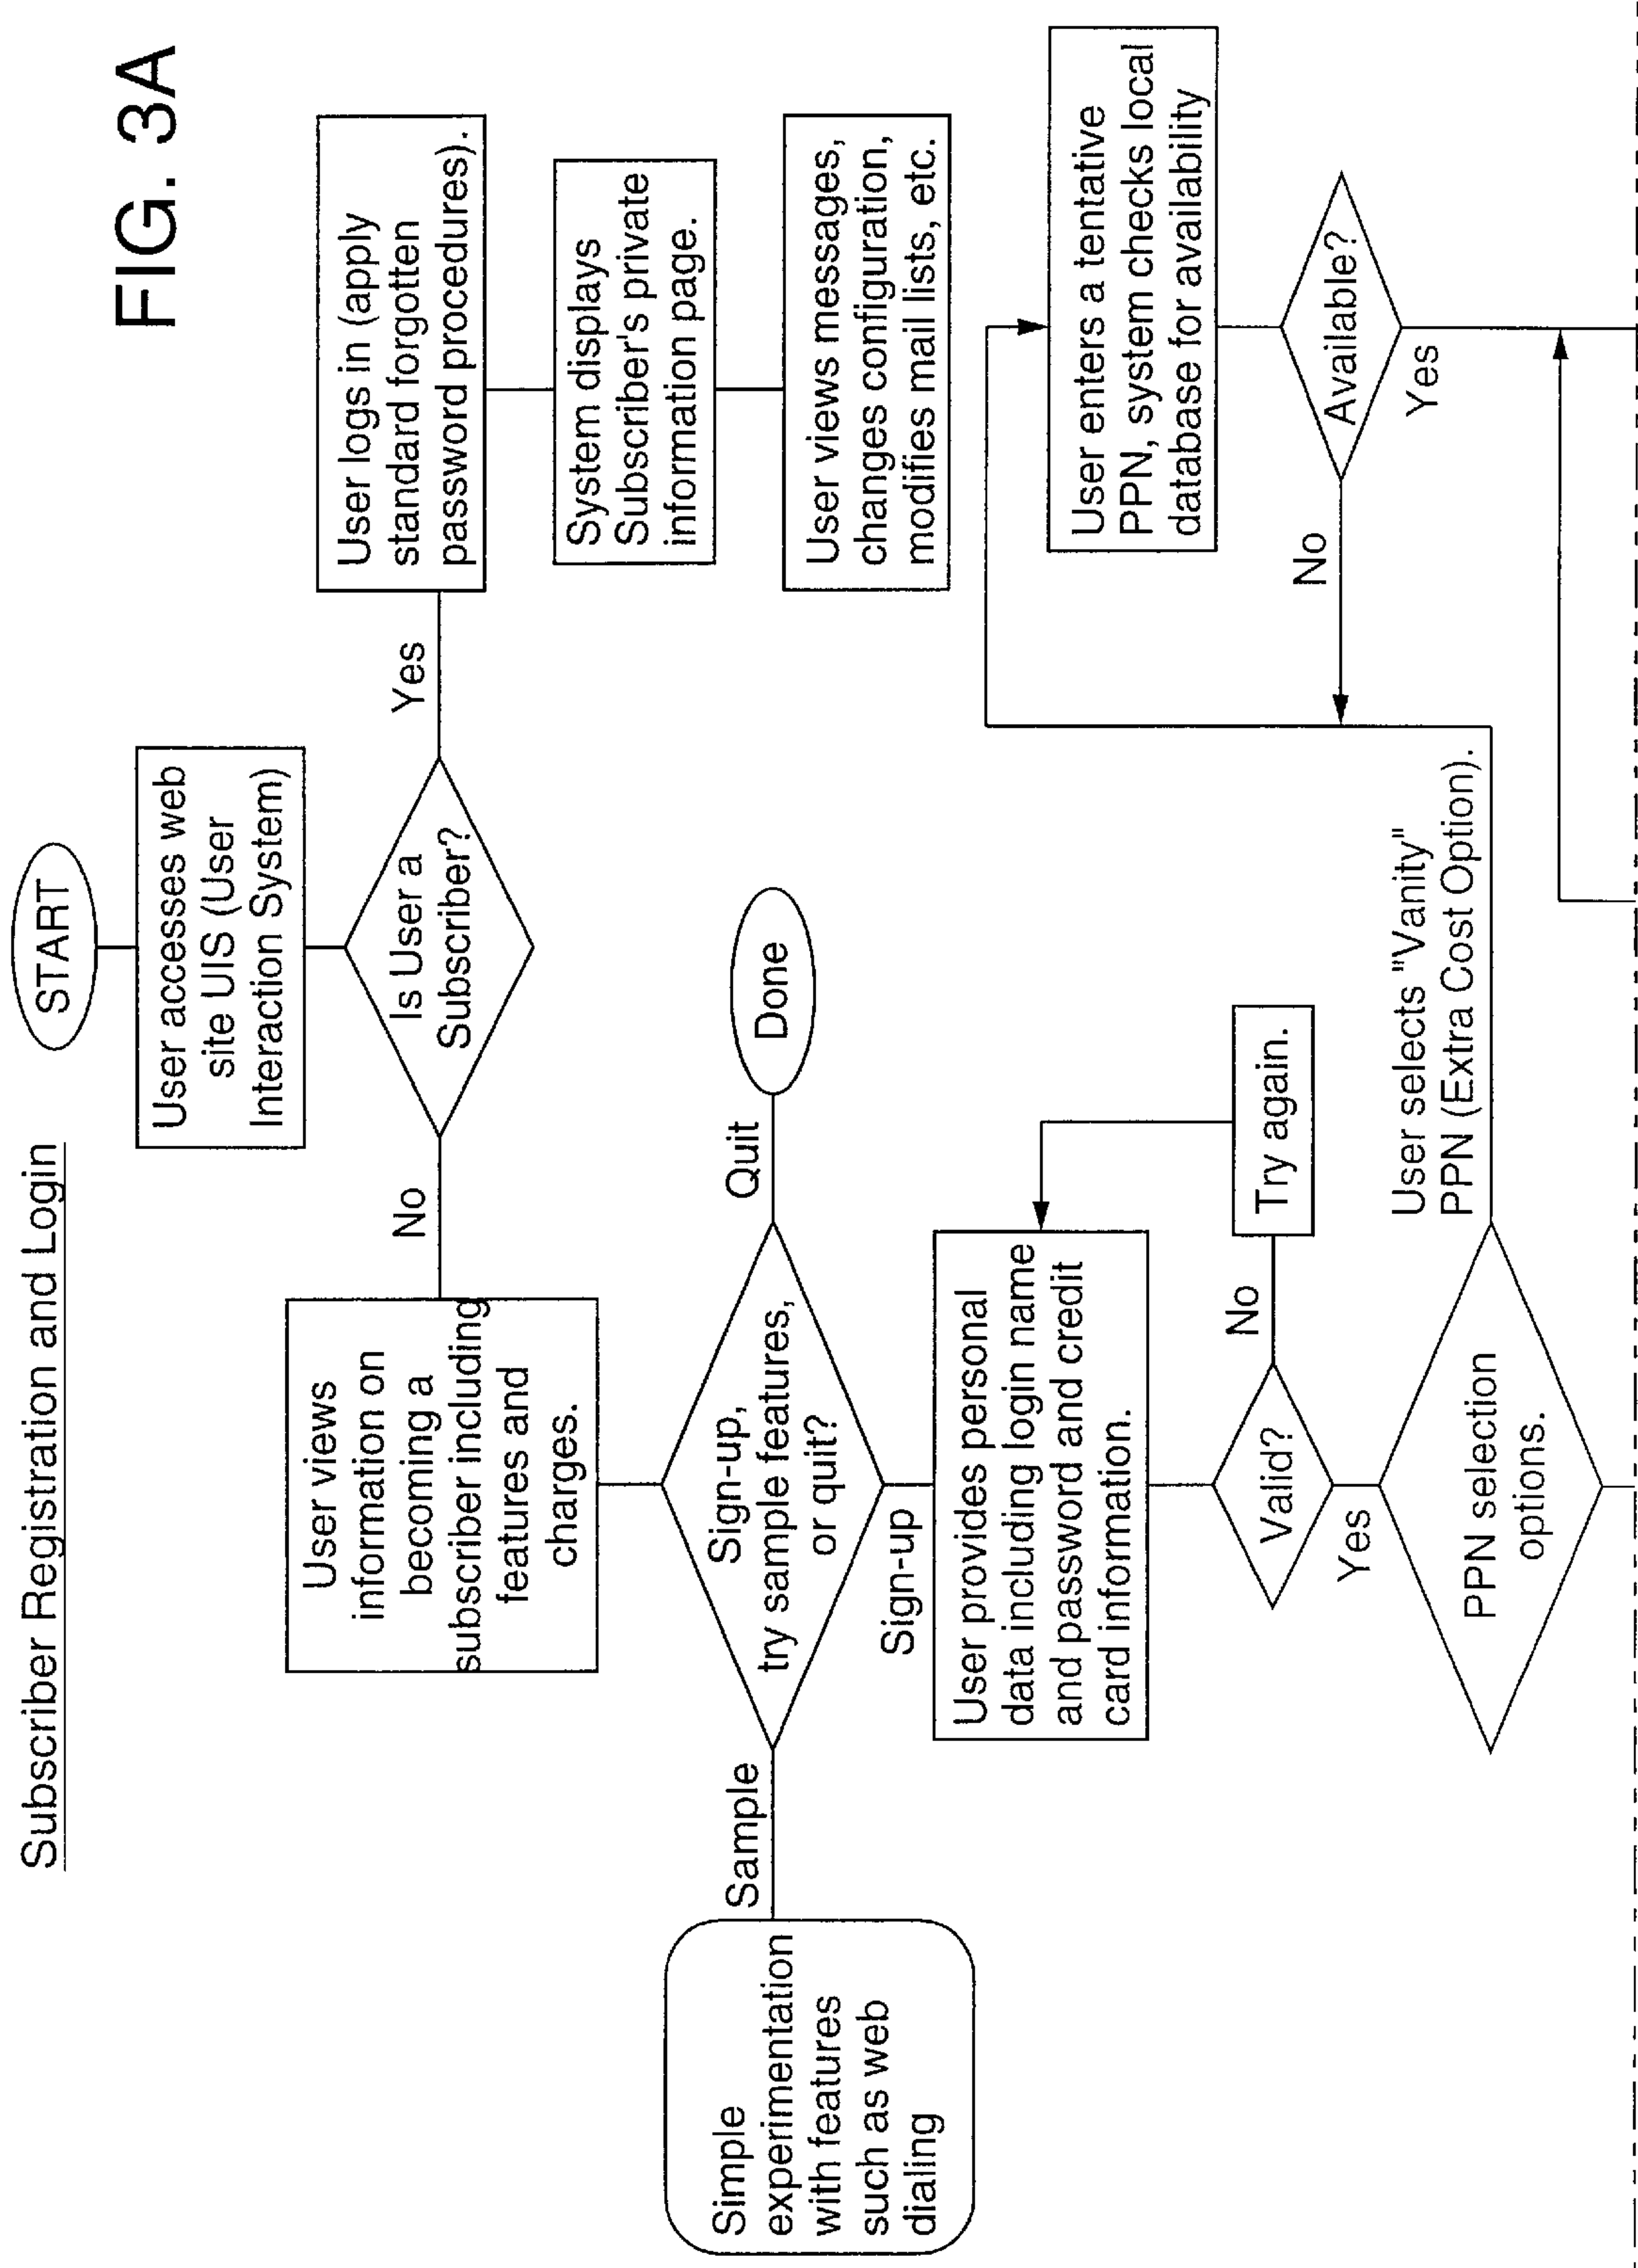 Subscriber Registration and Login
FIG. 3A
START
User accesses web
site UIS (User
Interaction System)
Is User a
Subscriber?
No
Yes
User logs in (apply
standard forgotten
password procedures).
System displays
Subscriber's private
information page.
User views messages,
changes configuration,
modifies mail lists, etc.
User views
information on
becoming a
subscriber including
features and
charges.
Sign-up,
try sample features,
or quit?
Sample
Quit
Done
Sign-up
Simple
experimentation
with features
such as web
dialing
User provides personal
data including login name
and password and credit
card information.
Valid?
No
Try again.
Yes
PPN selection
options.
User selects "Vanity"
PPN (Extra Cost Option).
User enters a tentative
PPN, system checks local
database for availability
Available?
No
Yes